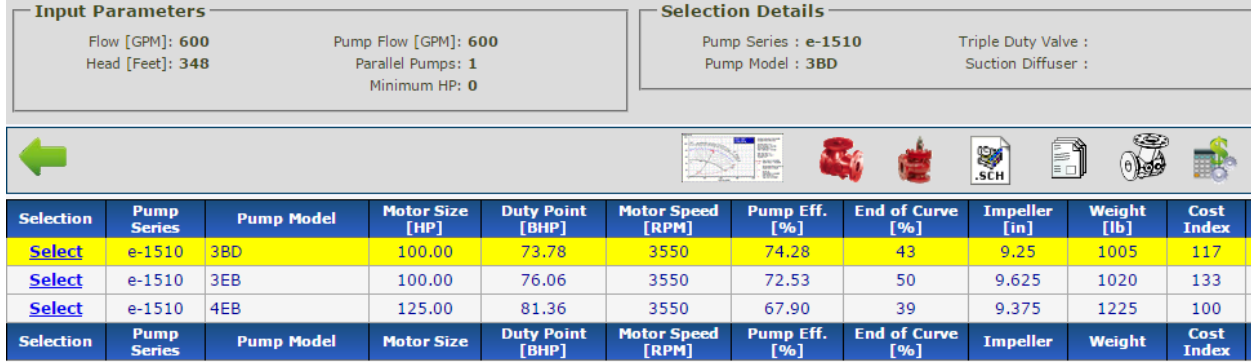 Input Parameters
Flow [GPM]: 600 Pump Flow [GPM]: 600
Head [Feet]: 348 Parallel Pumps: 1
Minimum HP: 0
Selection Details
Pump Series : e-1510 Triple Duty Valve :
Pump Model : 3BD Suction Diffuser :
.SCH
Selection Pump Series Pump Model Motor Size [HP] Duty Point [BHP] Motor Speed [RPM] Pump Eff. [%] End of Curve [%] Impeller [in] Weight [lb] Cost Index
Select e-1510 3BD 100.00 73.78 3550 74.28 43 9.25 1005 117
Select e-1510 3EB 100.00 76.06 3550 72.53 50 9.625 1020 133
Select e-1510 4EB 125.00 81.36 3550 67.90 39 9.375 1225 100
Selection Pump Series Pump Model Motor Size Duty Point [BHP] Motor Speed [RPM] Pump Eff. [%] End of Curve [%] Impeller Weight Cost Index